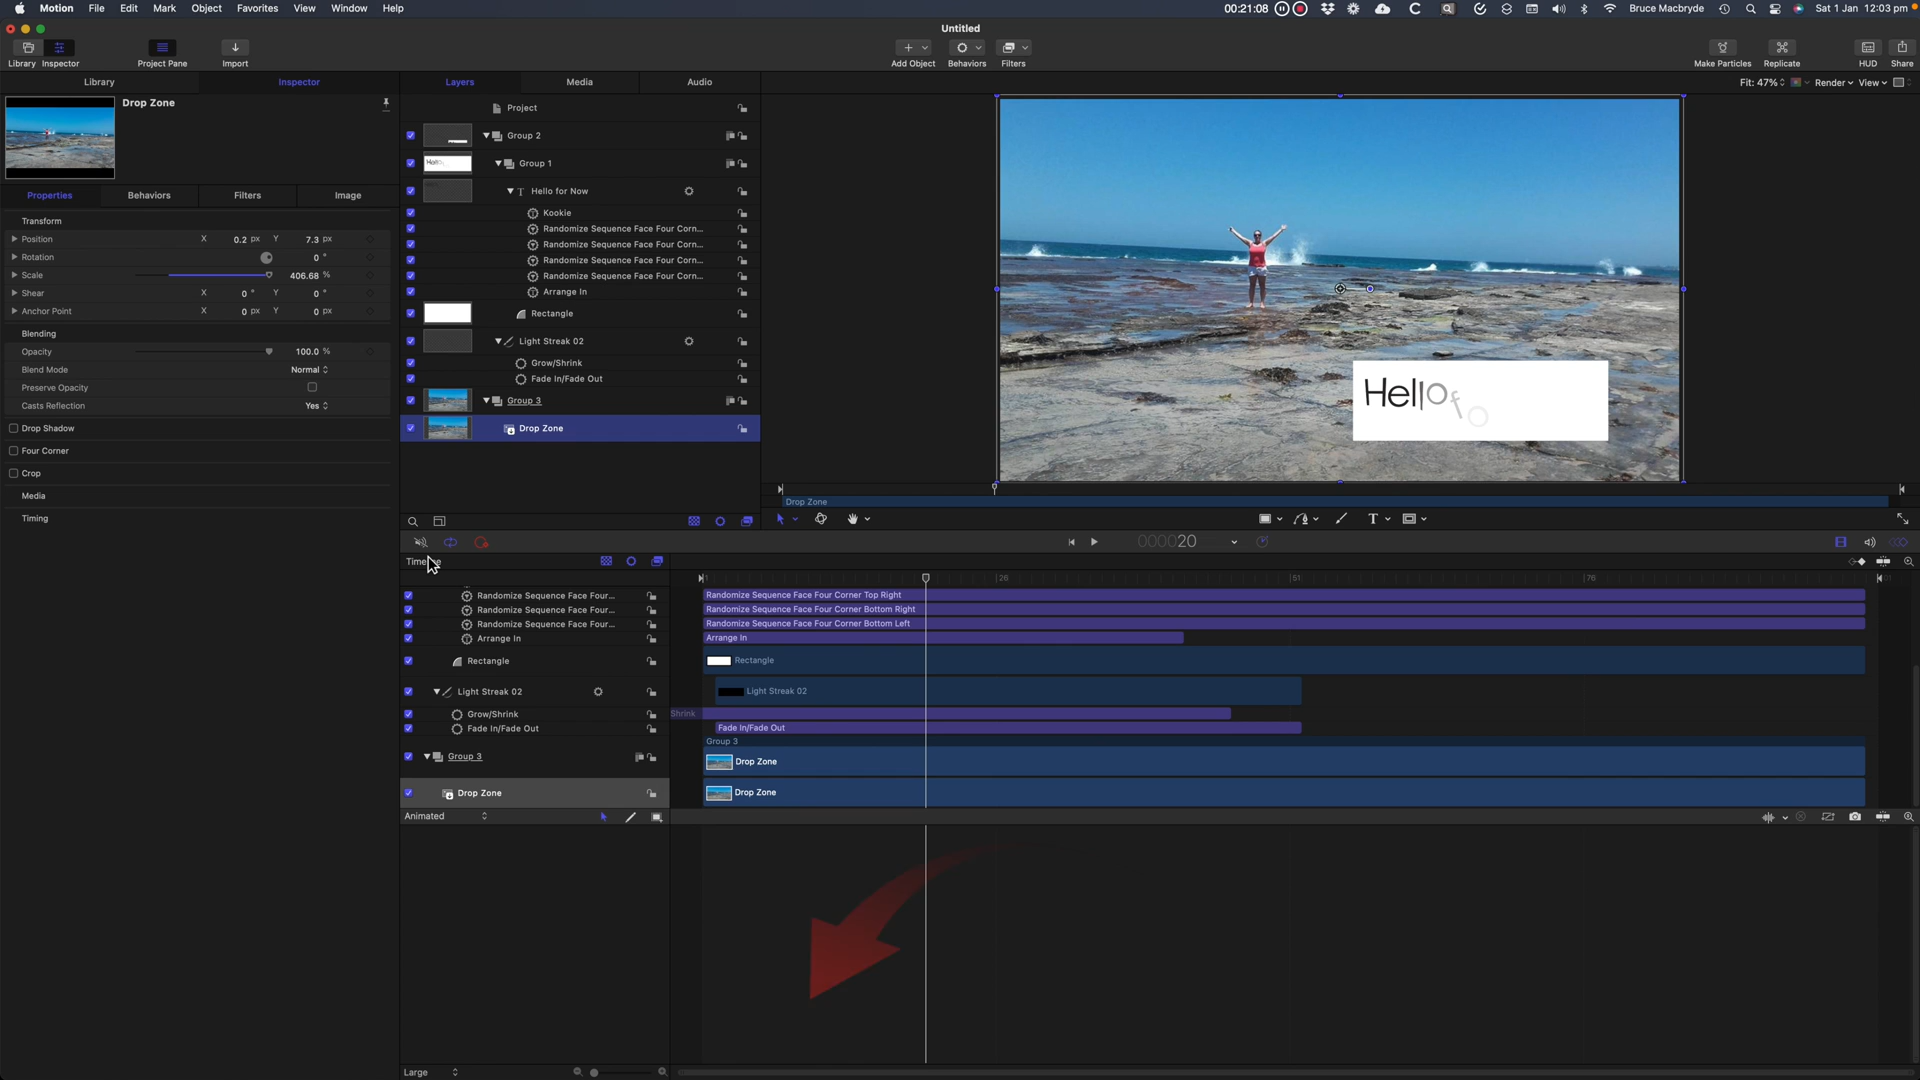 Motion File Edit Mark Object Favorites View Window Help 00:21:08 Bruce Macbryde Sat 1 Jan 12:03 pm
Untitled
Library Inspector Project Pane Import Add Object Behaviors Filters Make Particles Replicate HUD Share
Library Inspector Layers Media Audio Fit: 47% Render View
Drop Zone
Properties Behaviors Filters Image
Transform
Position X 0.2 px Y 7.3 px
Rotation 0 °
Scale 406.68 %
Shear X 0 ° Y 0 °
Anchor Point X 0 px Y 0 px
Blending
Opacity 100.0 %
Blend Mode Normal
Preserve Opacity
Casts Reflection Yes
Drop Shadow
Four Corner
Crop
Media
Timing
Project
Group 2
Group 1
Hello for Now
Kookie
Randomize Sequence Face Four Corn...
Randomize Sequence Face Four Corn...
Randomize Sequence Face Four Corn...
Randomize Sequence Face Four Corn...
Arrange In
Rectangle
Light Streak 02
Grow/Shrink
Fade In/Fade Out
Group 3
Drop Zone
Hello fo
Drop Zone
000020
1 26 51 76
Randomize Sequence Face Four... Randomize Sequence Face Four Corner Top Right
Randomize Sequence Face Four... Randomize Sequence Face Four Corner Bottom Right
Randomize Sequence Face Four... Randomize Sequence Face Four Corner Bottom Left
Arrange In Arrange In
Rectangle Rectangle
Light Streak 02 Light Streak 02
Grow/Shrink Shrink
Fade In/Fade Out Fade In/Fade Out
Group 3
Group 3 Drop Zone
Drop Zone Drop Zone
Animated
Large